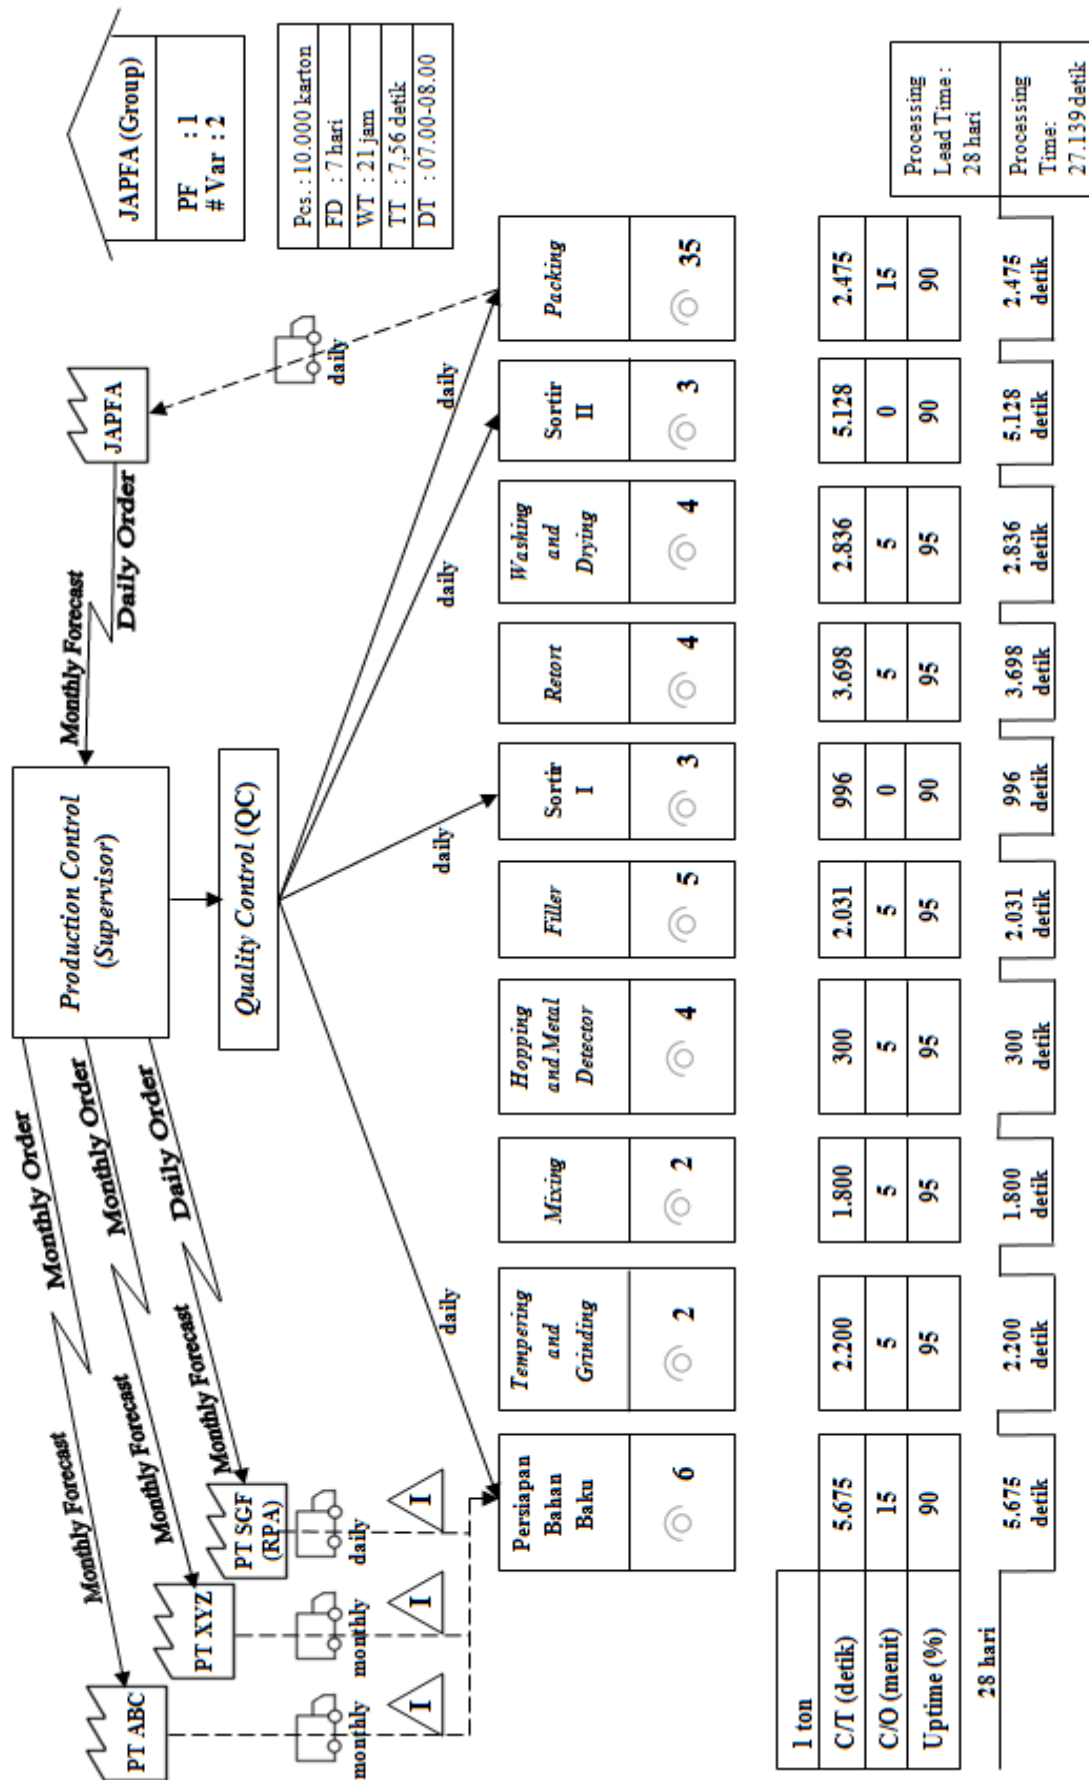 PT ABC
PT XYZ
PT SGF
(RPA)
Monthly Forecast
Monthly Order
Monthly Forecast
Monthly Order
Monthly Forecast
Daily Order
Production Control
(Supervisor)
Quality Control (QC)
Monthly Forecast
Daily Order
JAPFA
JAPFA (Group)
PF : 1
# Var : 2
Pcs. : 10.000 karton
FD : 7 hari
WT : 21 jam
TT : 7,56 detik
DT : 07.00-08.00
monthly
monthly
daily
I
I
I
daily
daily
daily
daily
daily
Persiapan
Bahan
Baku
6
Tempering
and
Grinding
2
Mixing
2
Hopping
and Metal
Detector
4
Filler
5
Sortir
I
3
Retort
4
Washing
and
Drying
4
Sortir
II
3
Packing
35
1 ton
C/T (detik) 5.675 2.200 1.800 300 2.031 996 3.698 2.836 5.128 2.475
C/O (menit) 15 5 5 5 5 0 5 5 0 15
Uptime (%) 90 95 95 95 95 90 95 95 90 90
28 hari
5.675
detik
2.200
detik
1.800
detik
300
detik
2.031
detik
996
detik
3.698
detik
2.836
detik
5.128
detik
2.475
detik
Processing
Lead Time :
28 hari
Processing
Time:
27.139 detik